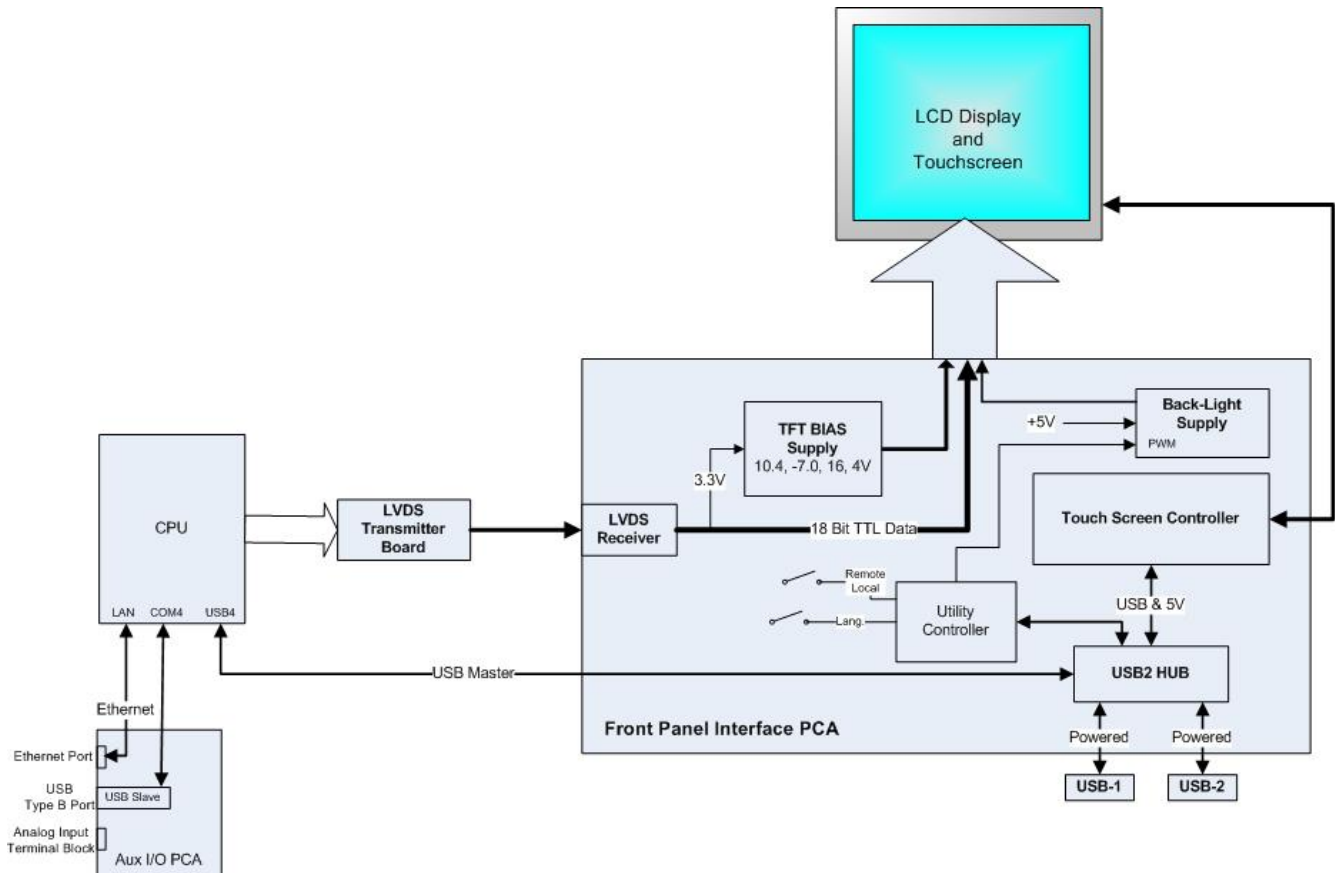 LCD Display
and
Touchscreen
Back-Light
Supply
+5V
PWM
TFT BIAS
Supply
10.4, -7.0, 16, 4V
3.3V
CPU
LVDS
Transmitter
Board
LVDS
Receiver
18 Bit TTL Data
Touch Screen Controller
Remote
Local
Lang.
Utility
Controller
USB & 5V
LAN COM4 USB4
USB Master
USB2 HUB
Ethernet
Front Panel Interface PCA
Powered
Powered
USB-1
USB-2
Ethernet Port
USB
Type B Port
USB Slave
Analog Input
Terminal Block
Aux I/O PCA